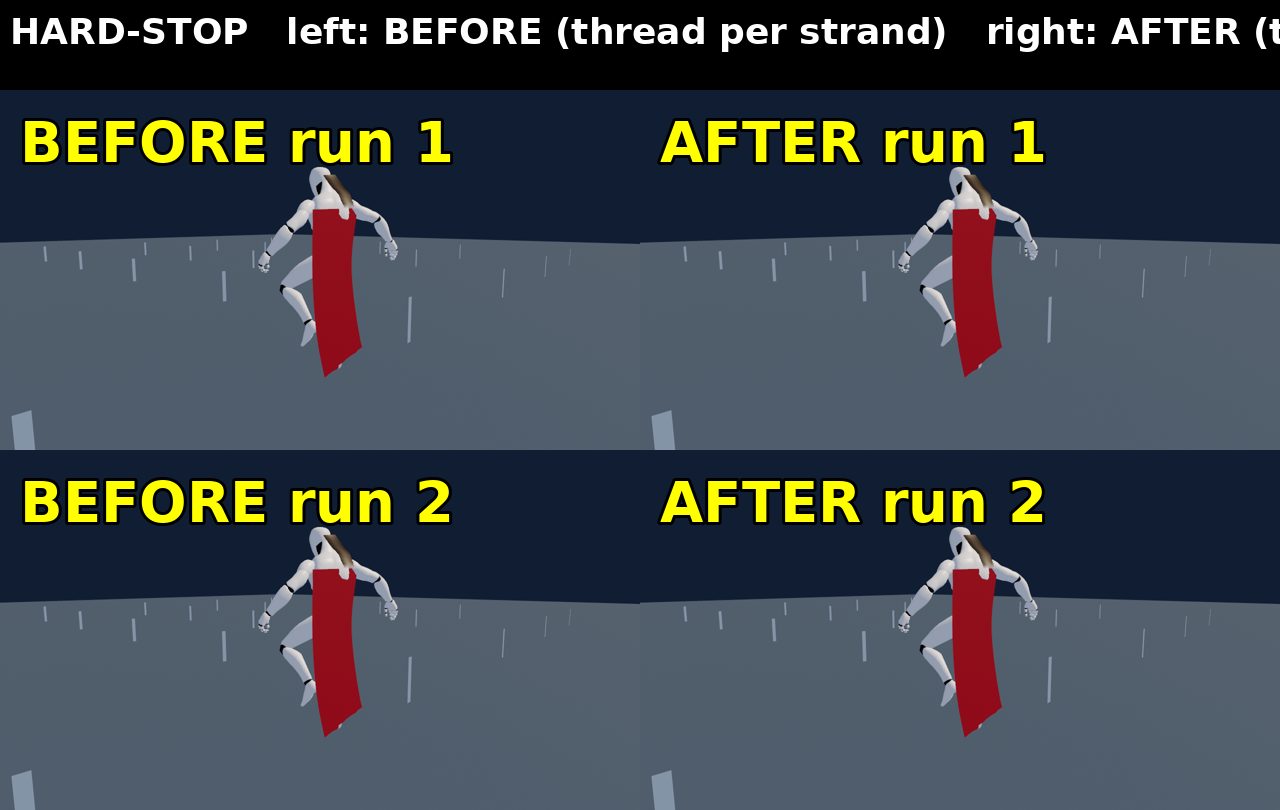 HARD-STOP left: BEFORE (thread per strand) right: AFTER (t
BEFORE run 1
AFTER run 1
BEFORE run 2
AFTER run 2